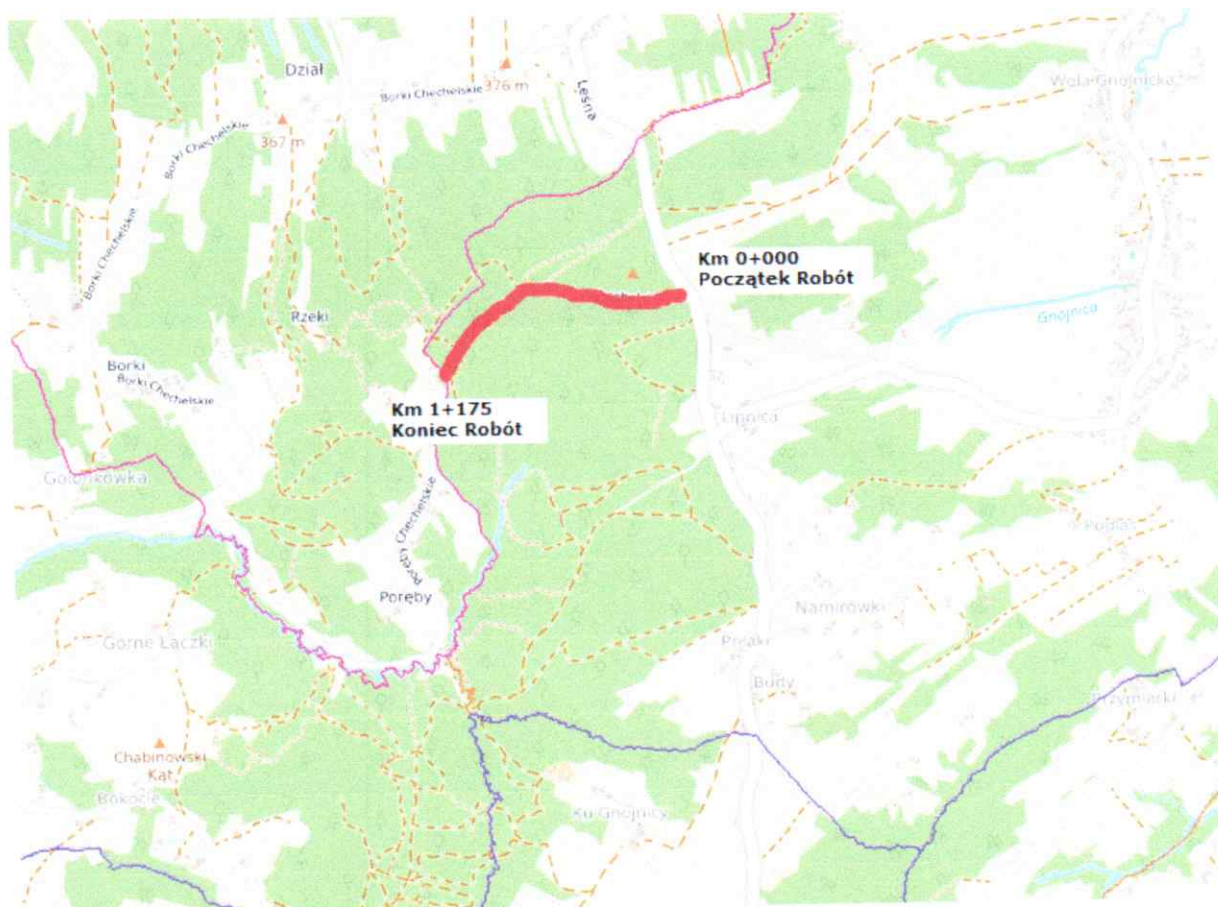 Dział
376 m
Borki Chechelskie
Leśna
Wola Gnojnicka
367 m
Borki Chechelskie
Borki Chechelskie
Km 0+000
Początek Robót
Rzeki
Gnojnica
Borki
Borki Chechelskie
Km 1+175
Koniec Robót
Lipnica
Golonkówka
Poręby Chechelskie
Podlas
Poręby
Namirówki
Górne Łączki
Budy
Przymiarki
Chabinowski
Kąt
Bokocie
Ku Gnojnicy